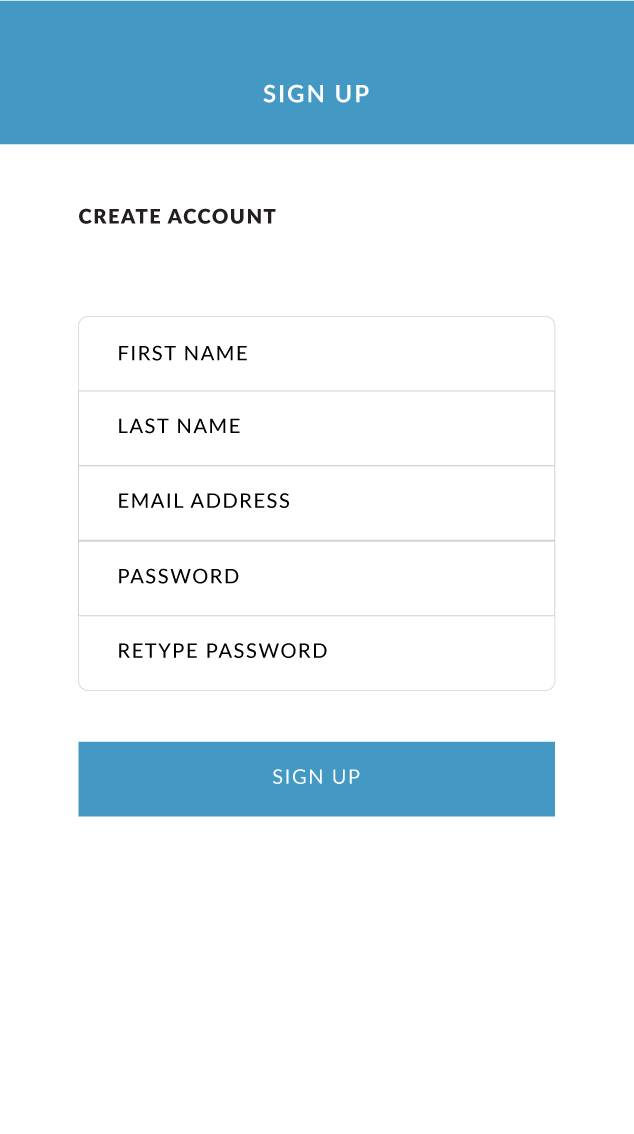 SIGN UP
CREATE ACCOUNT
FIRST NAME
LAST NAME
EMAIL ADDRESS
PASSWORD
RETYPE PASSWORD
SIGN UP